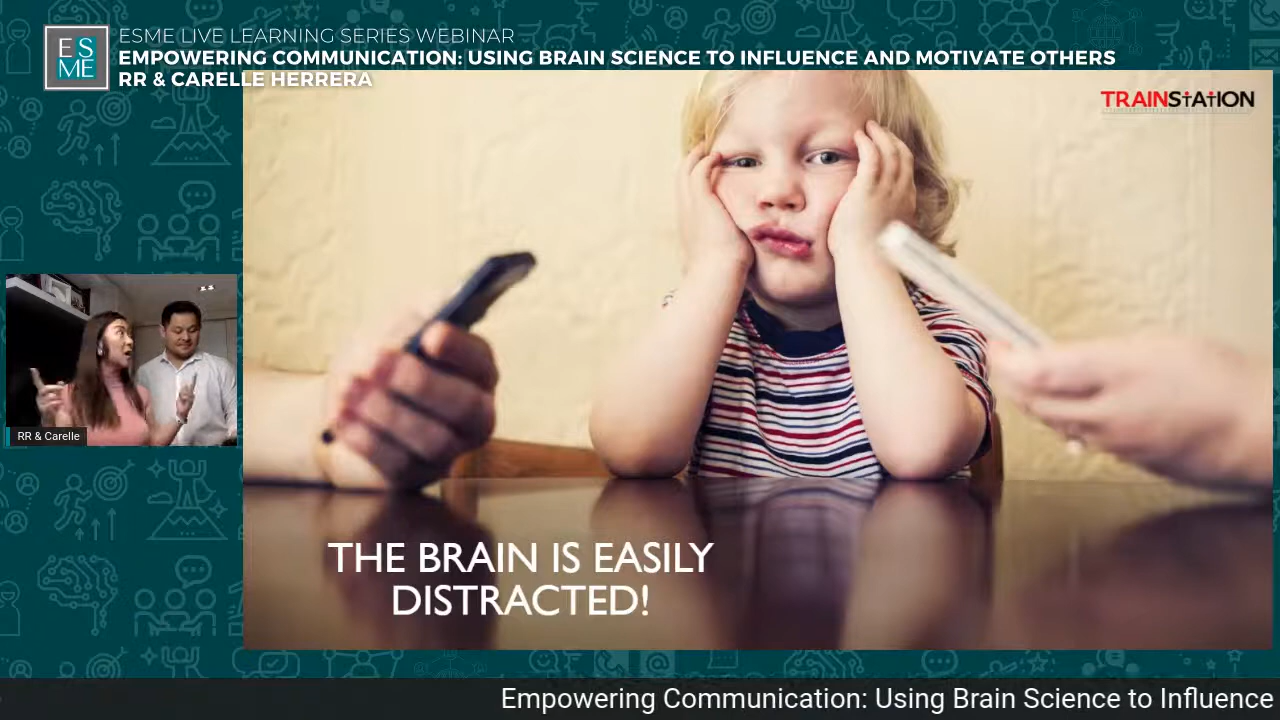 ES
ME
ESME LIVE LEARNING SERIES WEBINAR
EMPOWERING COMMUNICATION: USING BRAIN SCIENCE TO INFLUENCE AND MOTIVATE OTHERS
RR & CARELLE HERRERA
TRAINSTATION
RR & Carelle
THE BRAIN IS EASILY
DISTRACTED!
Empowering Communication: Using Brain Science to Influence